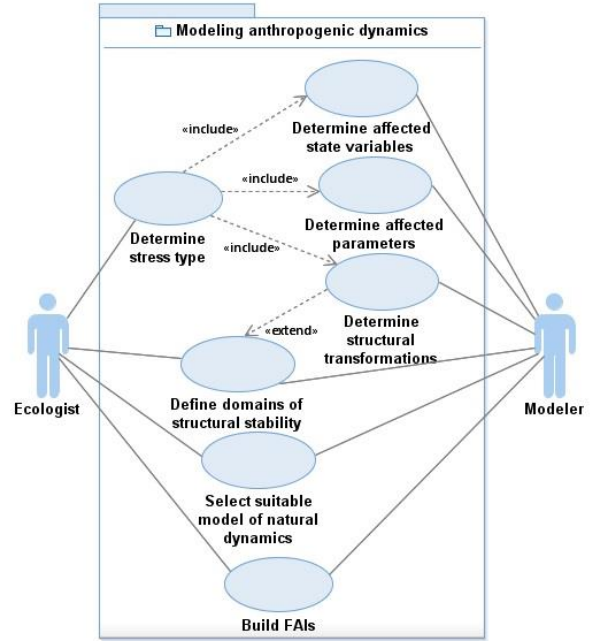 Modeling anthropogenic dynamics
«include»
Determine affected
state variables
«include»
Determine affected
parameters
Determine
stress type
«include»
«extend»
Determine
structural
transformations
Ecologist
Modeler
Define domains of
structural stability
Select suitable
model of natural
dynamics
Build FAIs